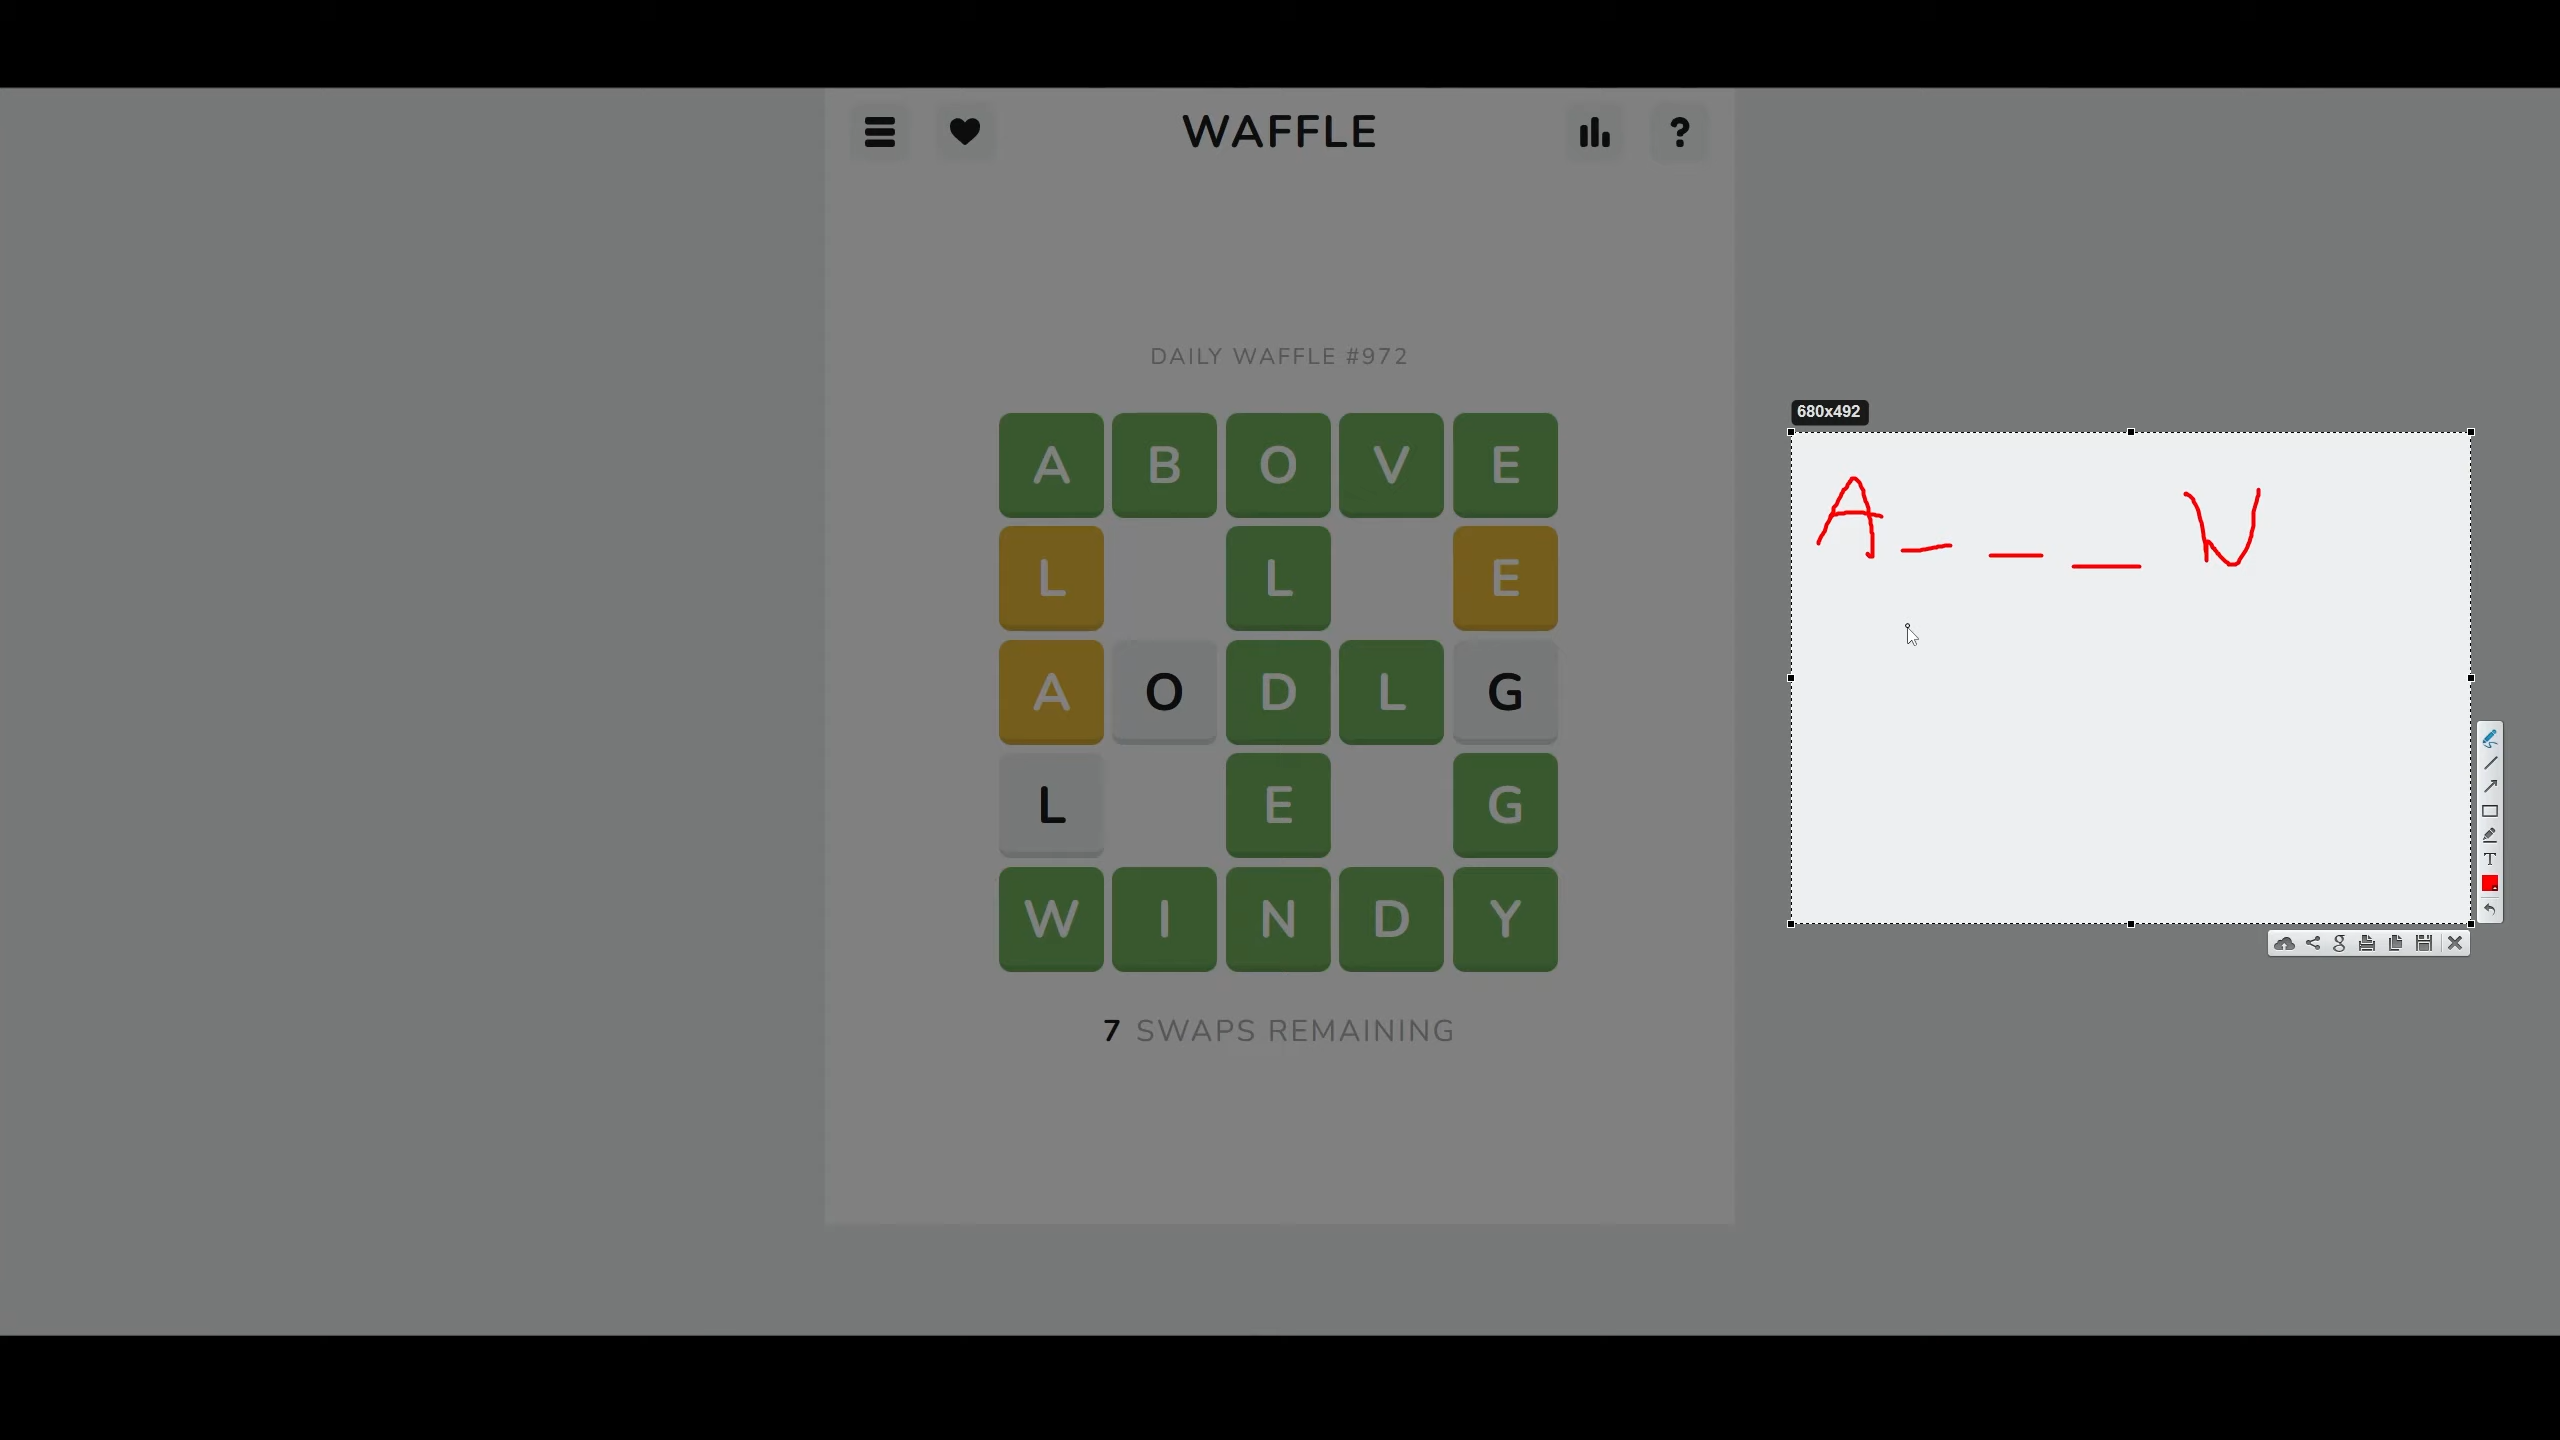 WAFFLE
DAILY WAFFLE #972
A B O V E
L L E
A O D L G
L E G
W I N D Y
7 SWAPS REMAINING
680x492
A _ _ _ W